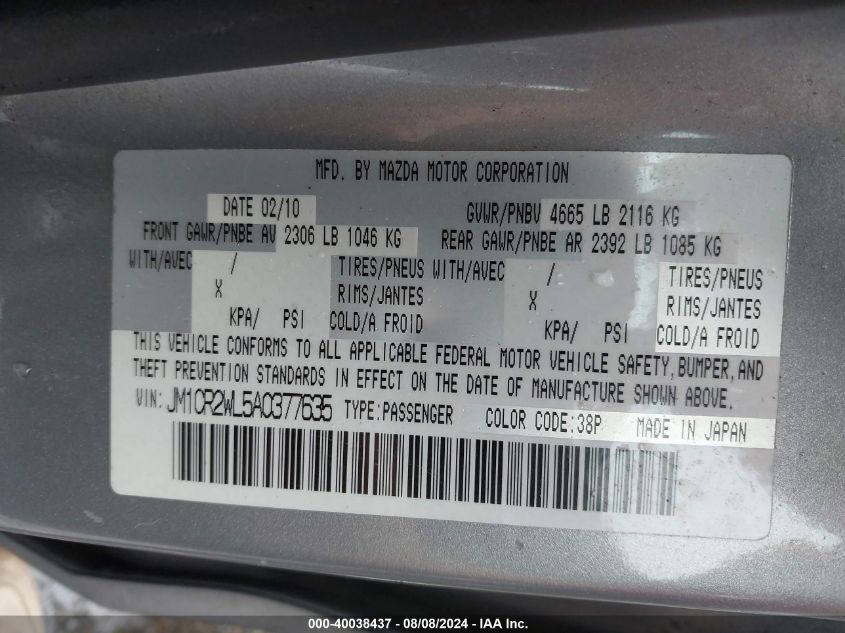 MFD. BY MAZDA MOTOR CORPORATION
DATE 02/10 GVWR/PNBV 4665 LB 2116 KG
FRONT GAWR/PNBE AV 2306 LB 1046 KG REAR GAWR/PNBE AR 2392 LB 1085 KG
WITH/AVEC / TIRES/PNEUS WITH/AVEC / TIRES/PNEUS
X RIMS/JANTES X RIMS/JANTES
KPA/ PSI COLD/A FROID KPA/ PSI COLD/A FROID
THIS VEHICLE CONFORMS TO ALL APPLICABLE FEDERAL MOTOR VEHICLE SAFETY, BUMPER, AND
THEFT PREVENTION STANDARDS IN EFFECT ON THE DATE OF MANUFACTURE SHOWN ABOVE.
VIN: JM1CR2WL5A0377635 TYPE:PASSENGER COLOR CODE:38P MADE IN JAPAN
000-40038437 - 08/08/2024 - IAA Inc.